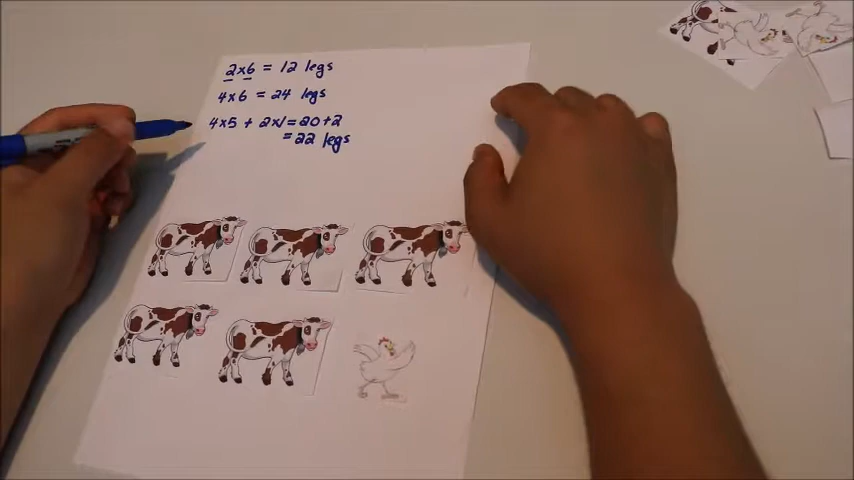 2x6 = 12 legs
4x6 = 24 legs
4x5 + 2x1 = 20+2
= 22 legs